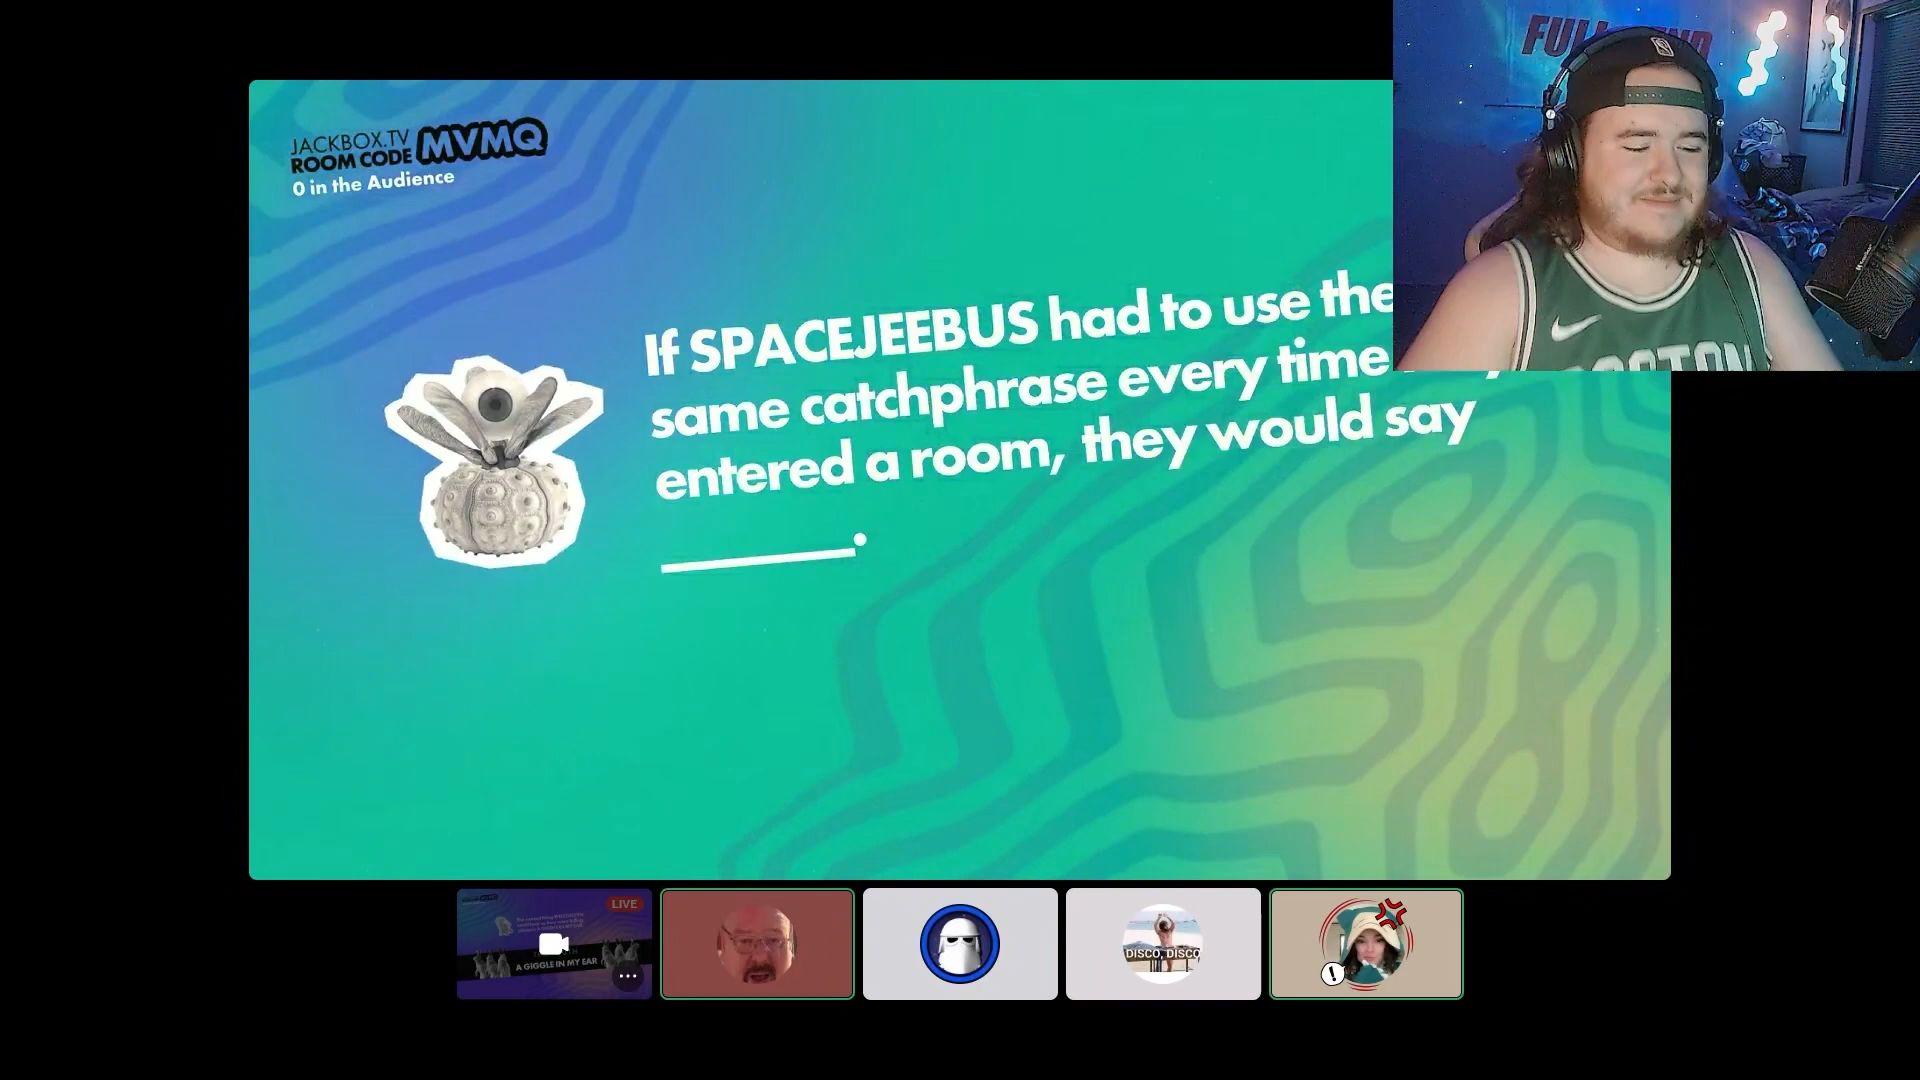 FUL
JACKBOX.TV
ROOM CODE MVMQ
0 in the Audience
If SPACEJEEBUS had to use the
same catchphrase every time
entered a room, they would say
______.
LIVE
A GIGGLE IN MY EAR
DISCO, DISCO